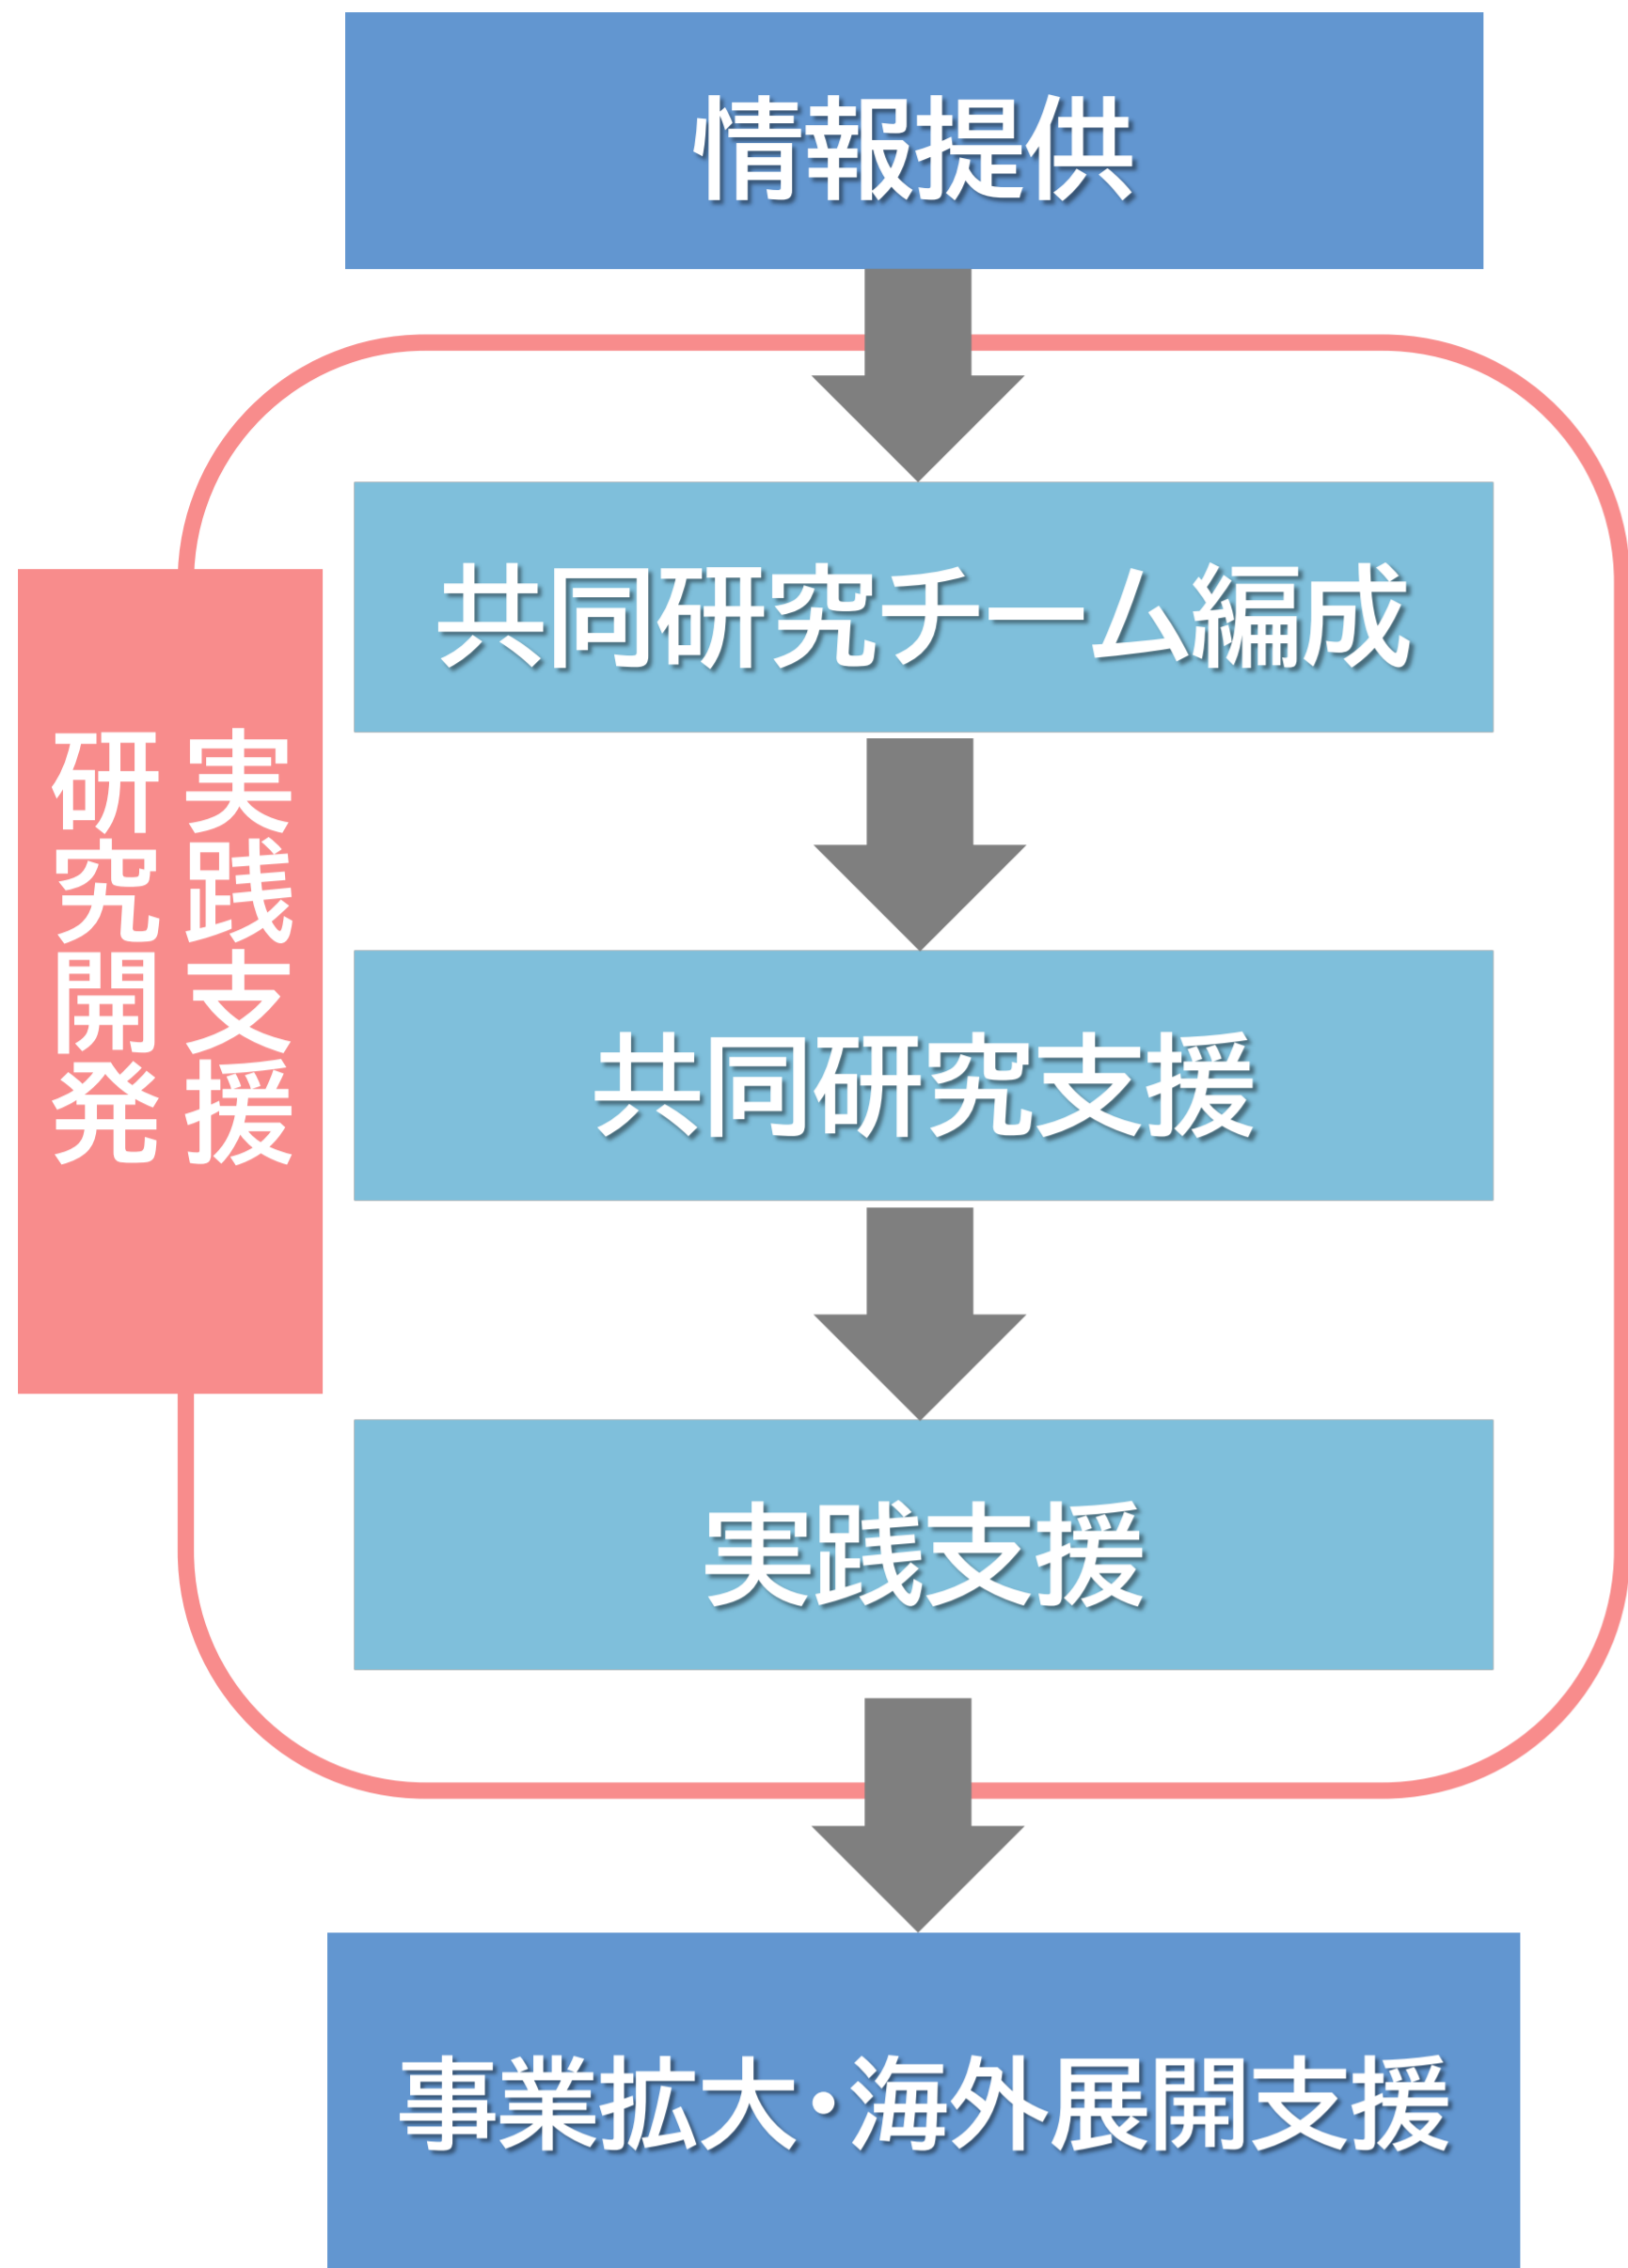 情報提供
共同研究チーム編成
実践支援
研究開発
共同研究支援
実践支援
事業拡大・海外展開支援